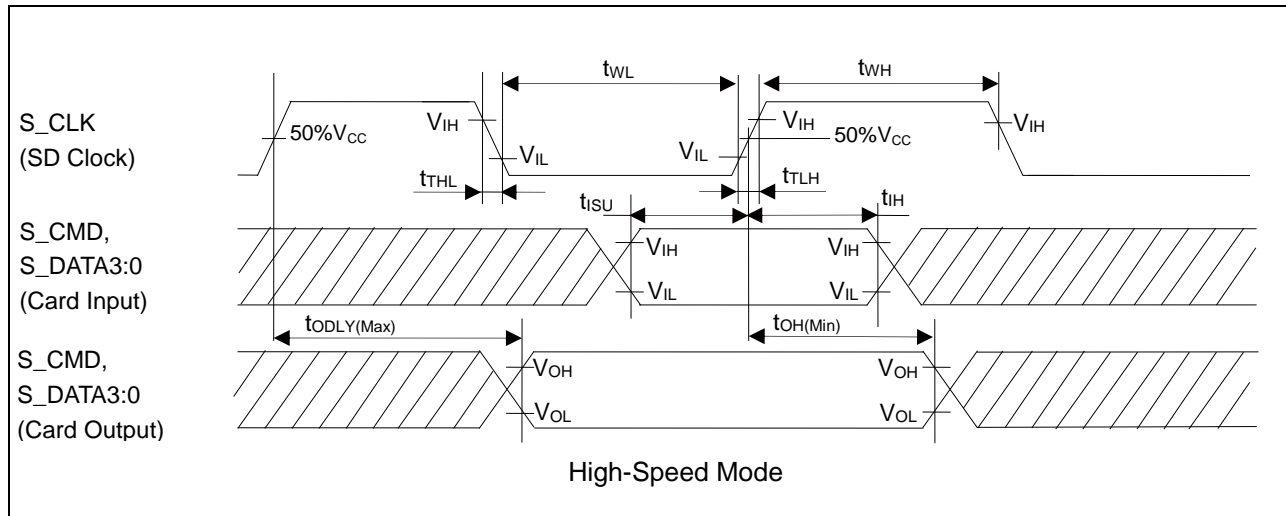 tWL
tWH
S_CLK
(SD Clock)
50%VCC
VIH
VIL
VIL
VIH
50%VCC
VIH
tTHL
tTLH
tISU
tIH
S_CMD,
S_DATA3:0
(Card Input)
VIH
VIL
VIH
VIL
tODLY(Max)
tOH(Min)
S_CMD,
S_DATA3:0
(Card Output)
VOH
VOL
VOH
VOL
High-Speed Mode